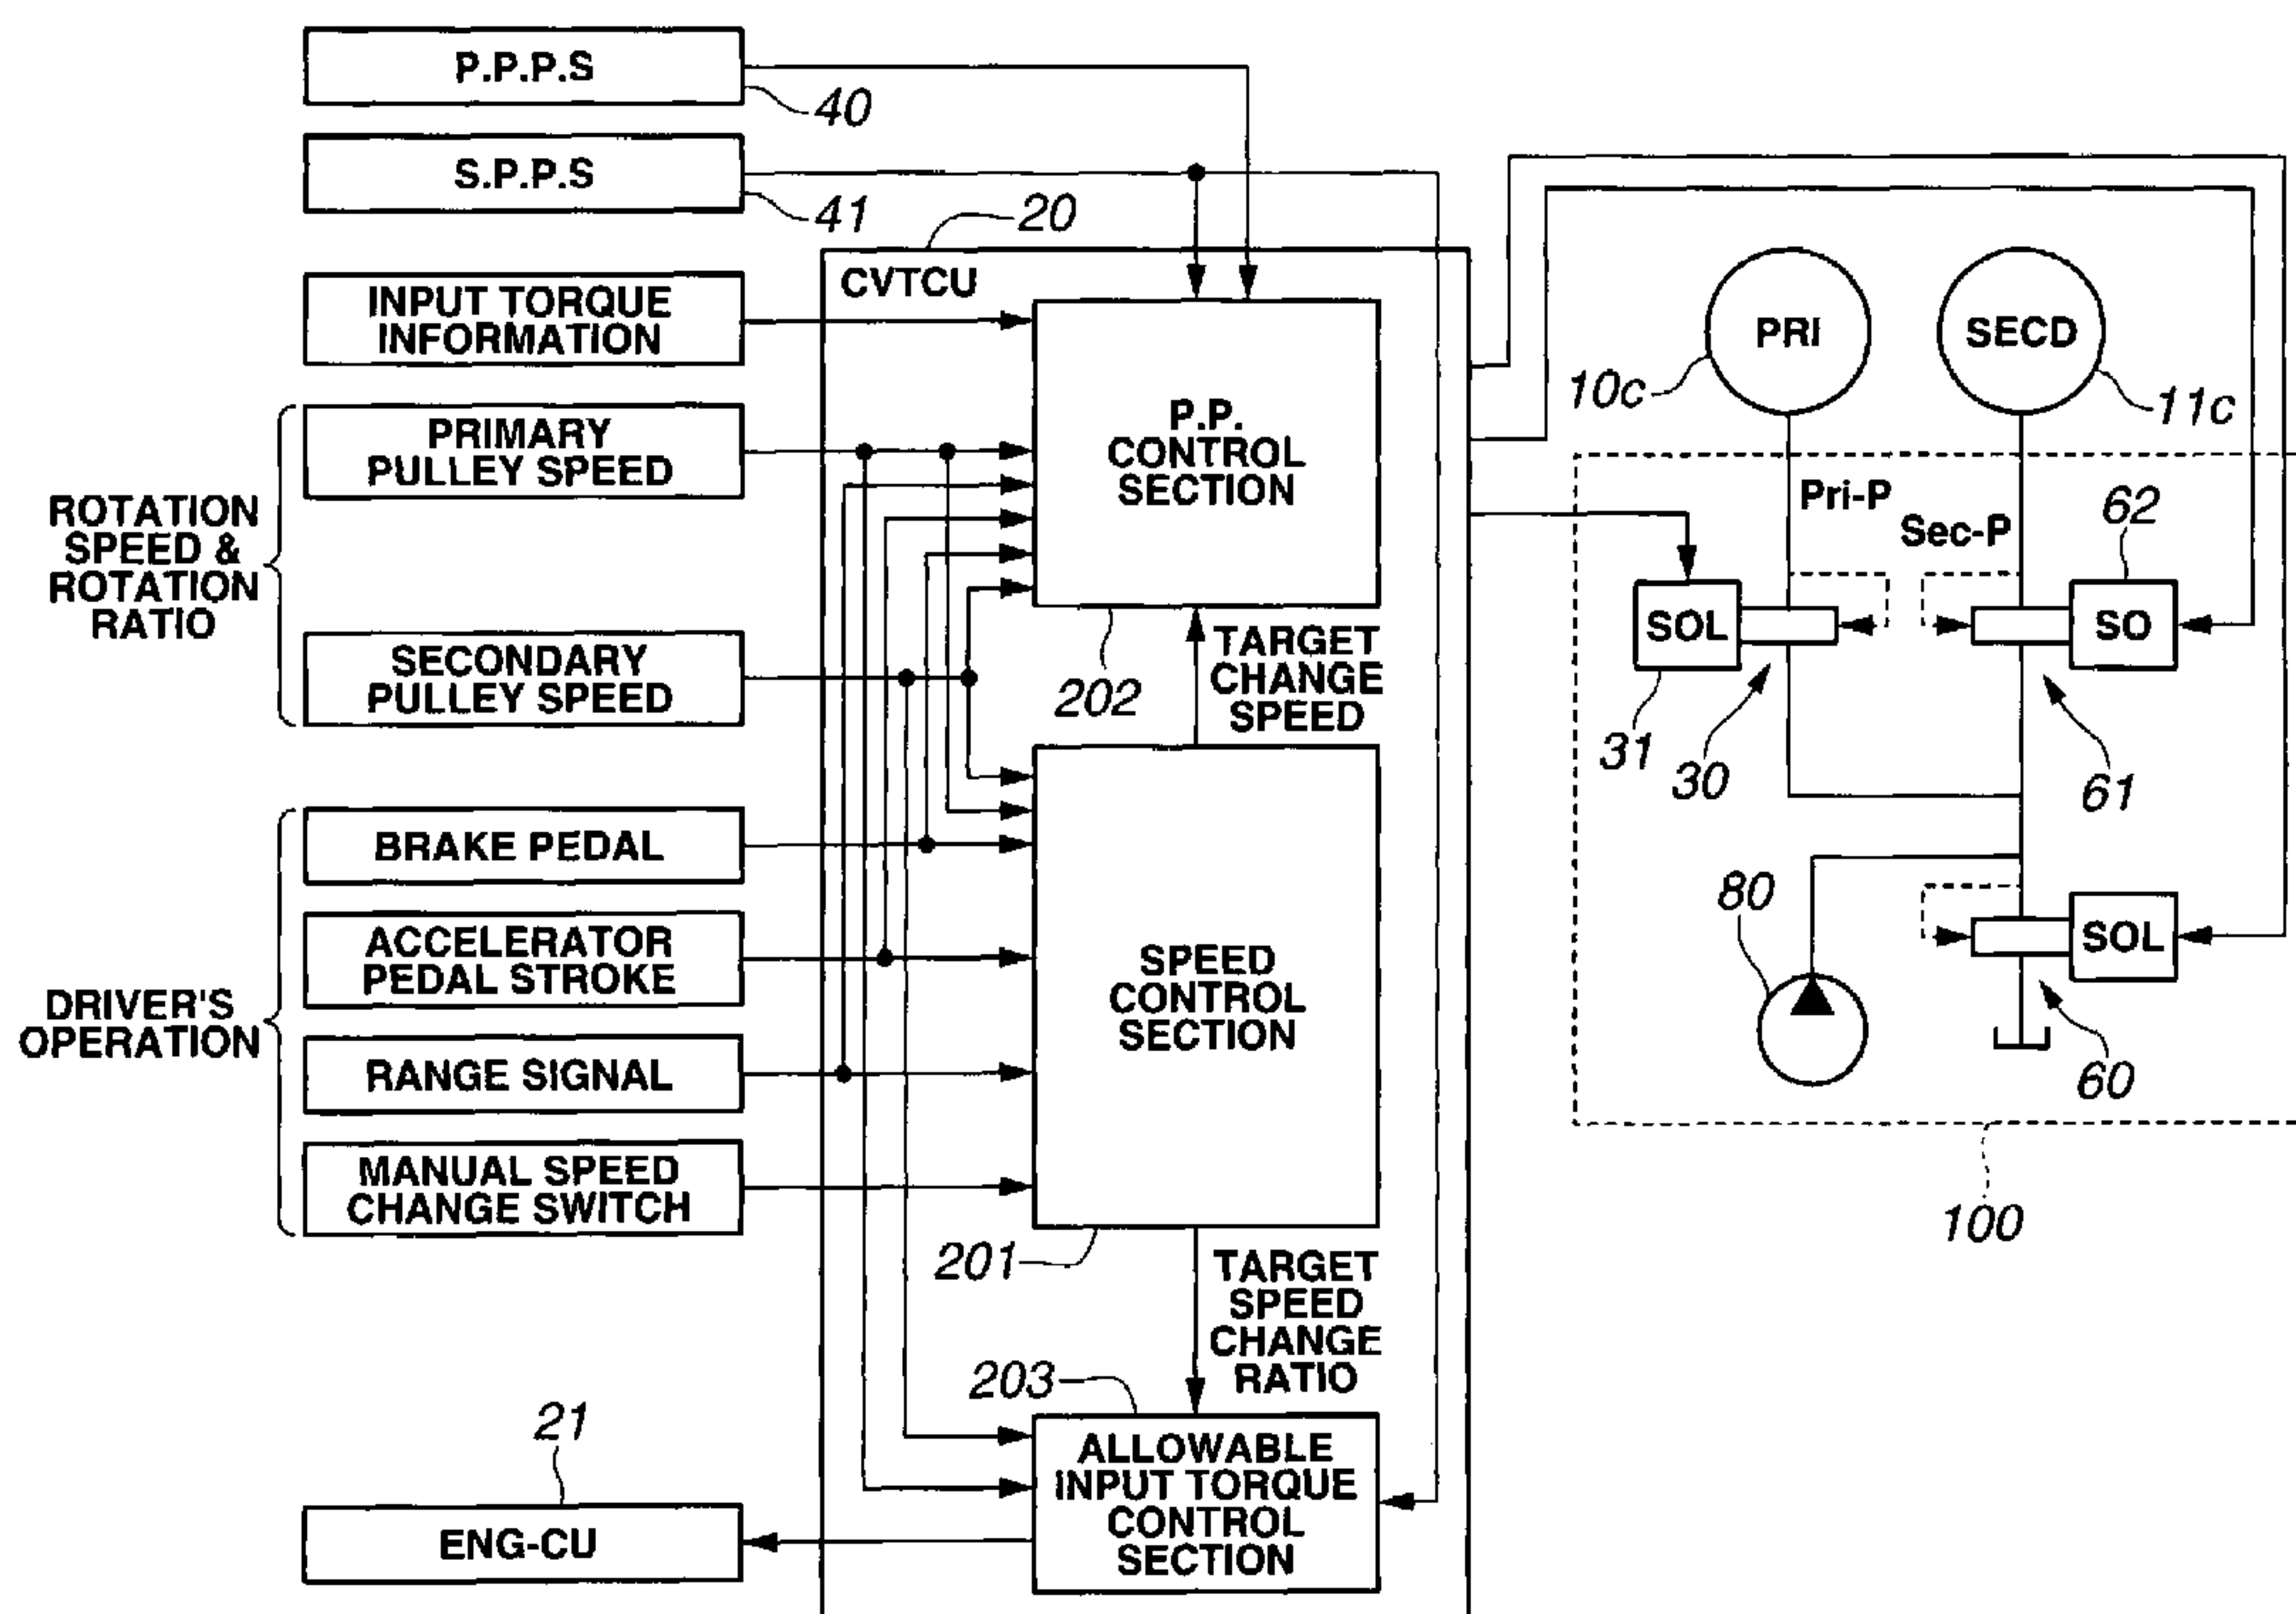 P.P.P.S
40
S.P.P.S
41
20
CVTCU
INPUT TORQUE
INFORMATION
PRIMARY
PULLEY SPEED
ROTATION
SPEED &
ROTATION
RATIO
SECONDARY
PULLEY SPEED
BRAKE PEDAL
ACCELERATOR
PEDAL STROKE
DRIVER'S
OPERATION
RANGE SIGNAL
MANUAL SPEED
CHANGE SWITCH
21
ENG-CU
P.P.
CONTROL
SECTION
202
TARGET
CHANGE
SPEED
SPEED
CONTROL
SECTION
201
TARGET
SPEED
CHANGE
RATIO
203
ALLOWABLE
INPUT TORQUE
CONTROL
SECTION
PRI
SECD
10c
11c
Pri-P
Sec-P
62
SOL
SO
31
30
61
80
SOL
60
100